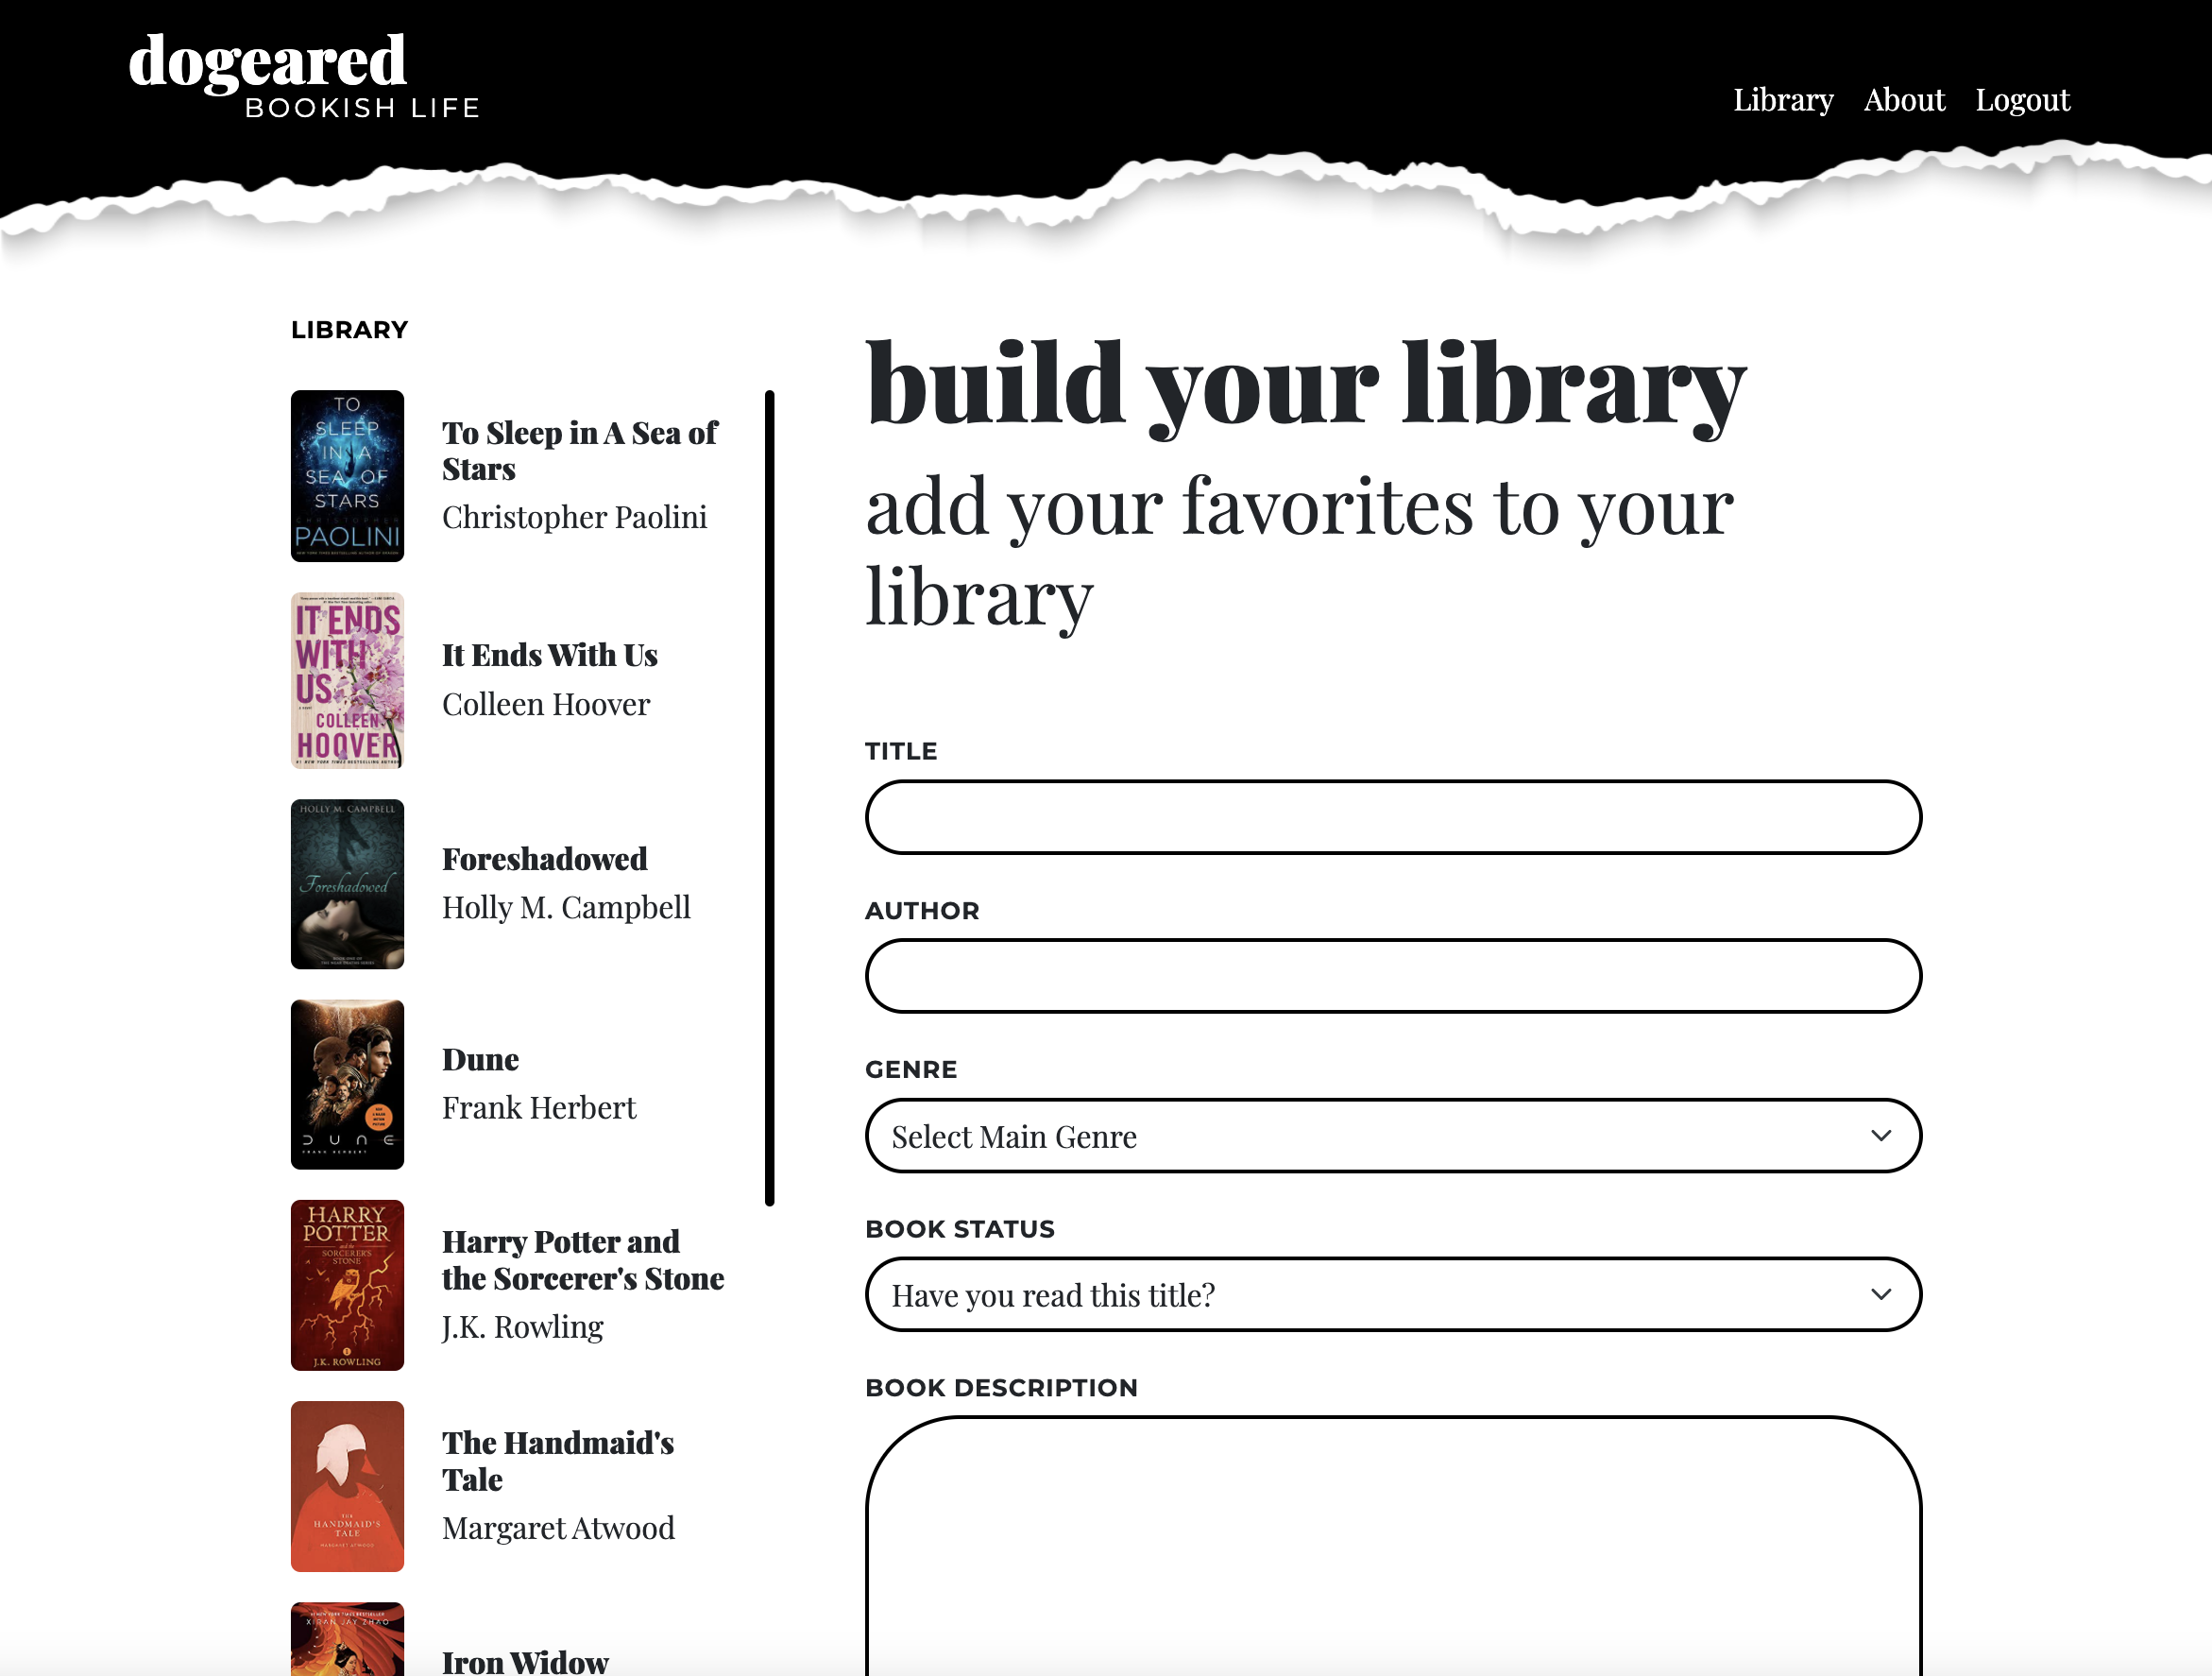 dogeared
BOOKISH LIFE
Library About Logout
LIBRARY
TO
SLEEP
IN A
SEA OF
STARS
CHRISTOPHER
PAOLINI
To Sleep in A Sea of
Stars
Christopher Paolini
IT ENDS
WITH
US
COLLEEN
HOOVER
It Ends With Us
Colleen Hoover
HOLLY M. CAMPBELL
Foreshadowed
Foreshadowed
Holly M. Campbell
DUNE
FRANK HERBERT
Dune
Frank Herbert
HARRY
POTTER
and the
SORCERER'S
STONE
J.K. ROWLING
Harry Potter and
the Sorcerer's Stone
J.K. Rowling
THE
HANDMAID'S
TALE
MARGARET ATWOOD
The Handmaid's
Tale
Margaret Atwood
XIRAN JAY ZHAO
Iron Widow
build your library
add your favorites to your
library
TITLE
AUTHOR
GENRE
Select Main Genre
BOOK STATUS
Have you read this title?
BOOK DESCRIPTION